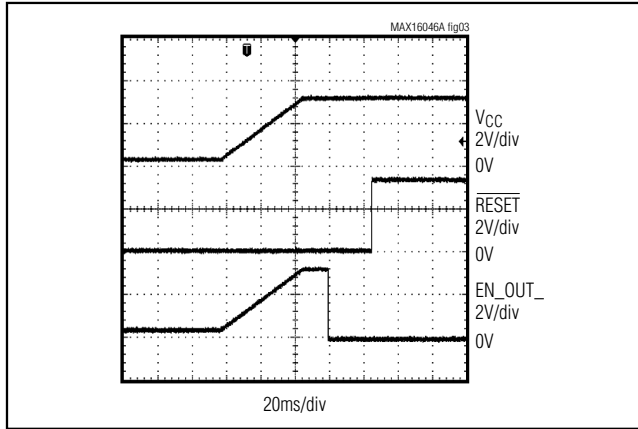 MAX16046A fig03
T
VCC
2V/div
0V
RESET
2V/div
0V
EN_OUT_
2V/div
0V
20ms/div